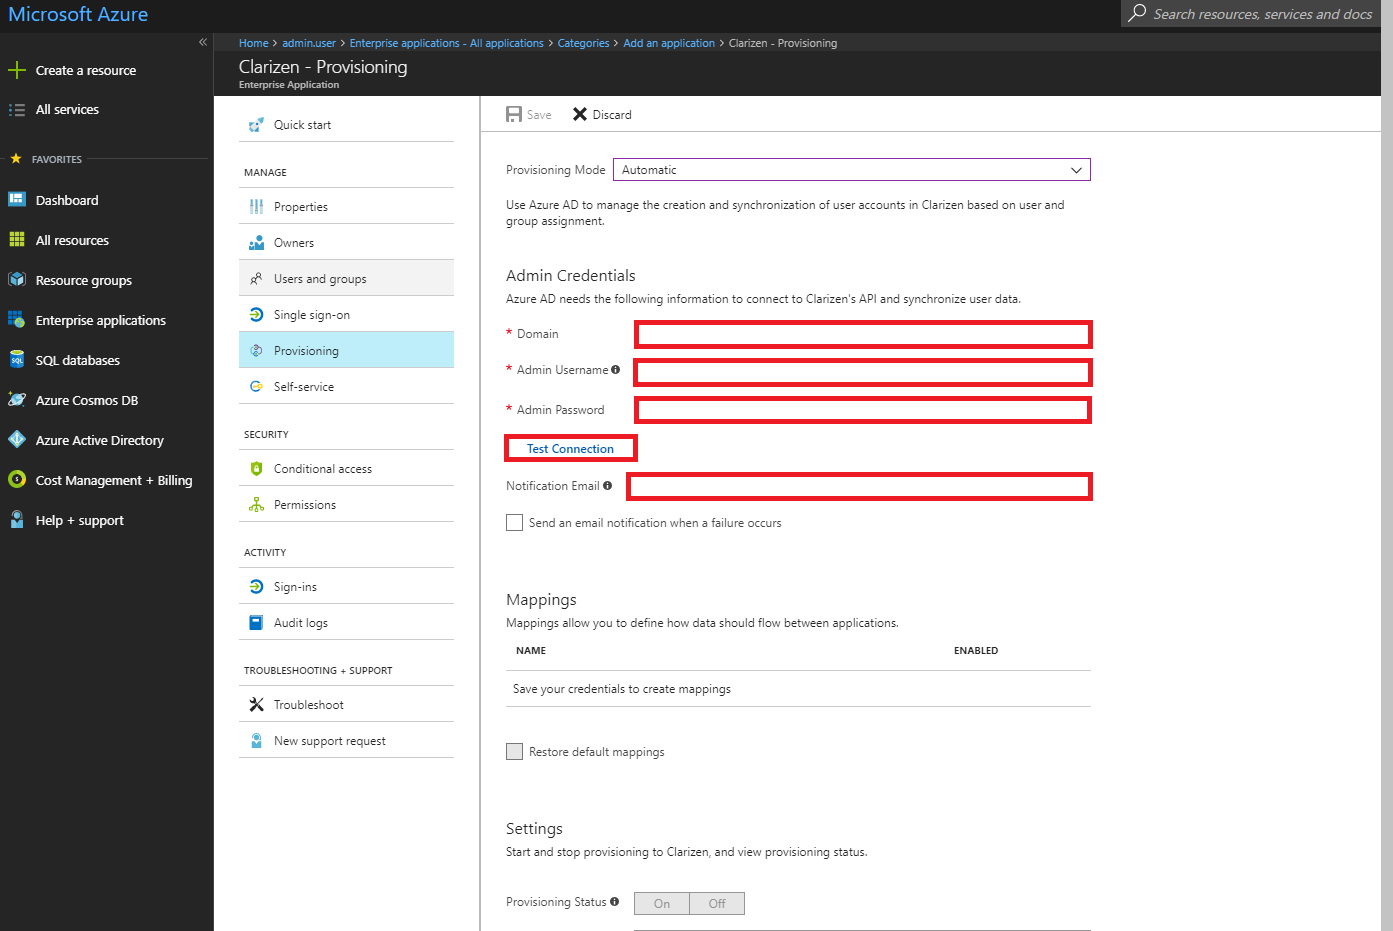 Microsoft Azure
Search resources, services and docs
«
Create a resource
All services
FAVORITES
Dashboard
All resources
Resource groups
Enterprise applications
SQL databases
Azure Cosmos DB
Azure Active Directory
Cost Management + Billing
Help + support
Home > admin.user > Enterprise applications - All applications > Categories > Add an application > Clarizen - Provisioning
Clarizen - Provisioning
Enterprise Application
Quick start
MANAGE
Properties
Owners
Users and groups
Single sign-on
Provisioning
Self-service
SECURITY
Conditional access
Permissions
ACTIVITY
Sign-ins
Audit logs
TROUBLESHOOTING + SUPPORT
Troubleshoot
New support request
Save Discard
Provisioning Mode Automatic
Use Azure AD to manage the creation and synchronization of user accounts in Clarizen based on user and
group assignment.
Admin Credentials
Azure AD needs the following information to connect to Clarizen's API and synchronize user data.
* Domain
* Admin Username
* Admin Password
Test Connection
Notification Email
Send an email notification when a failure occurs
Mappings
Mappings allow you to define how data should flow between applications.
NAME ENABLED
Save your credentials to create mappings
Restore default mappings
Settings
Start and stop provisioning to Clarizen, and view provisioning status.
Provisioning Status On Off